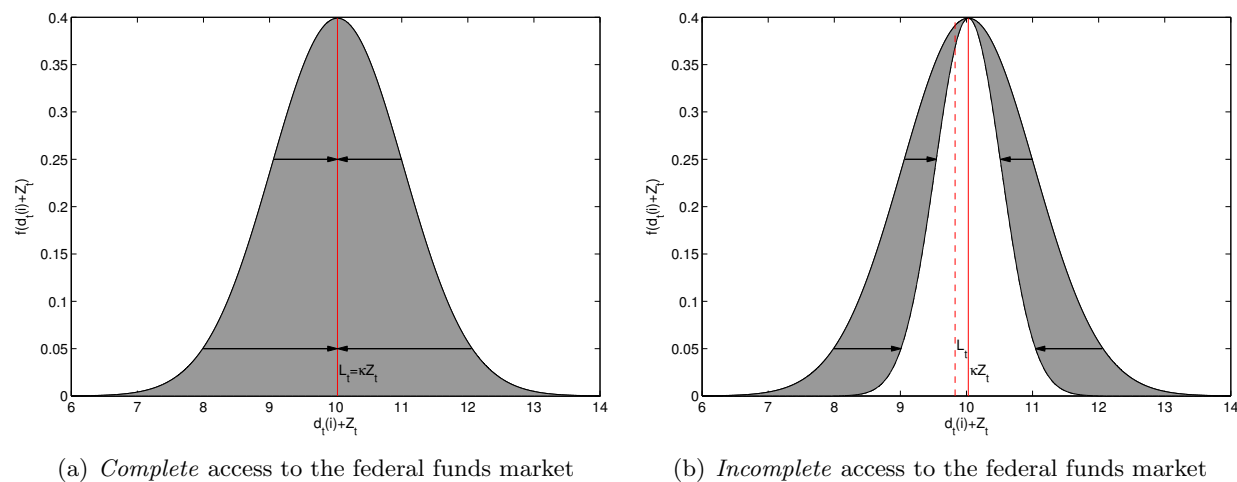 0.4
0.35
0.3
0.25
0.2
0.15
0.1
0.05
0
f(d_t(i)+Z_t)
L_t=κZ_t
6 7 8 9 10 11 12 13 14
d_t(i)+Z_t
(a) Complete access to the federal funds market
0.4
0.35
0.3
0.25
0.2
0.15
0.1
0.05
0
f(d_t(i)+Z_t)
L_t
κZ_t
6 7 8 9 10 11 12 13 14
d_t(i)+Z_t
(b) Incomplete access to the federal funds market